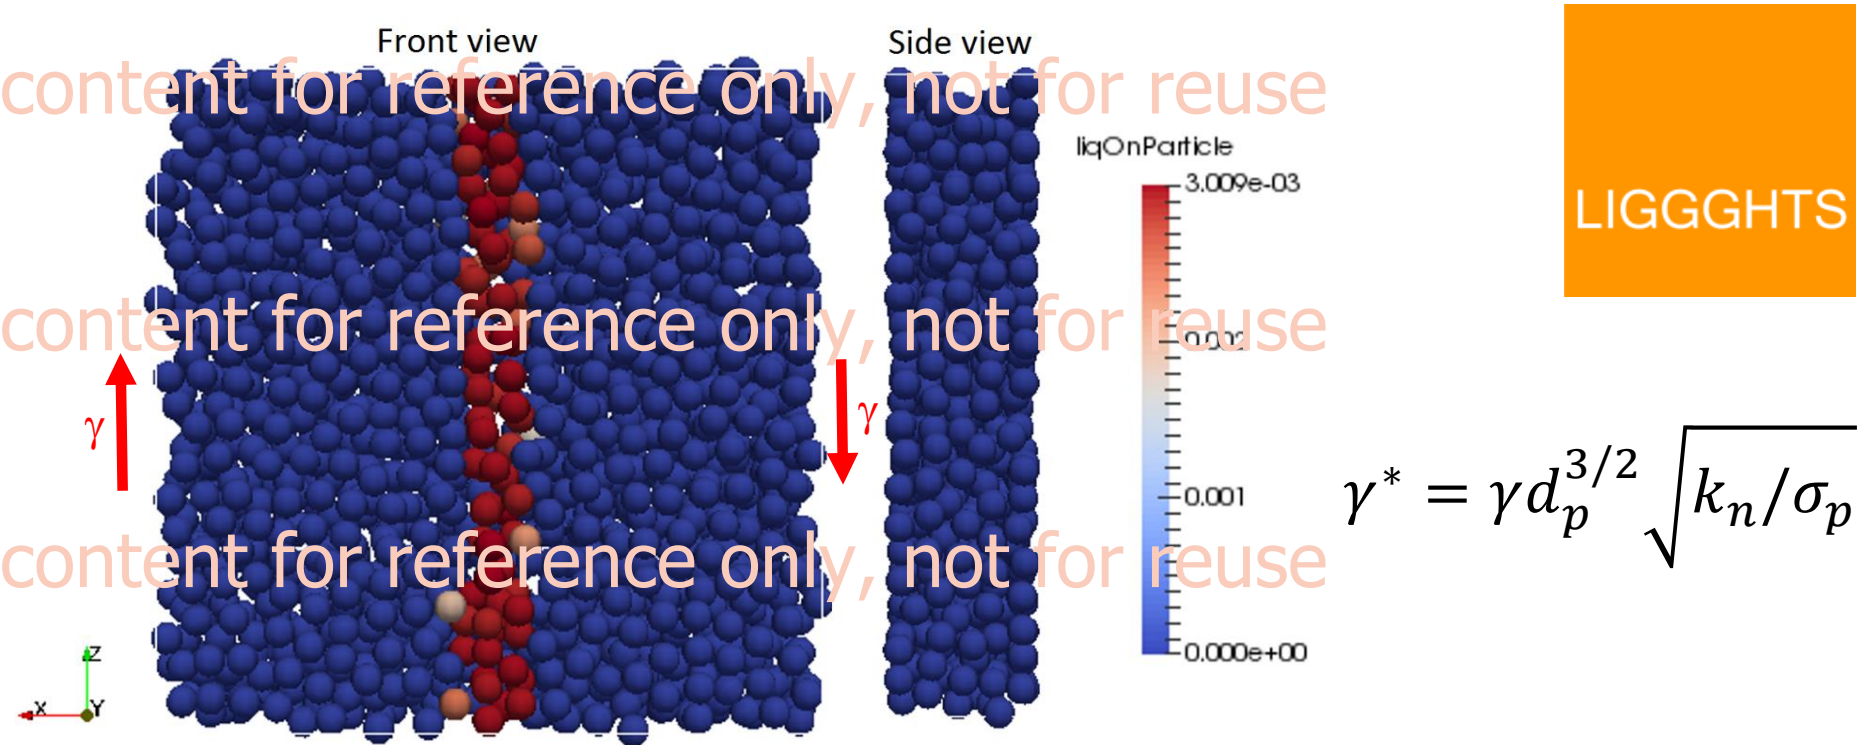 Front view
Side view
content for reference only, not for reuse
liqOnParticle
3.009e-03
LIGGGHTS
content for reference only, not for reuse
0.002
γ
γ
γ* = γd_p^{3/2} √(k_n/σ_p)
0.001
content for reference only, not for reuse
0.000e+00
Z
X
Y